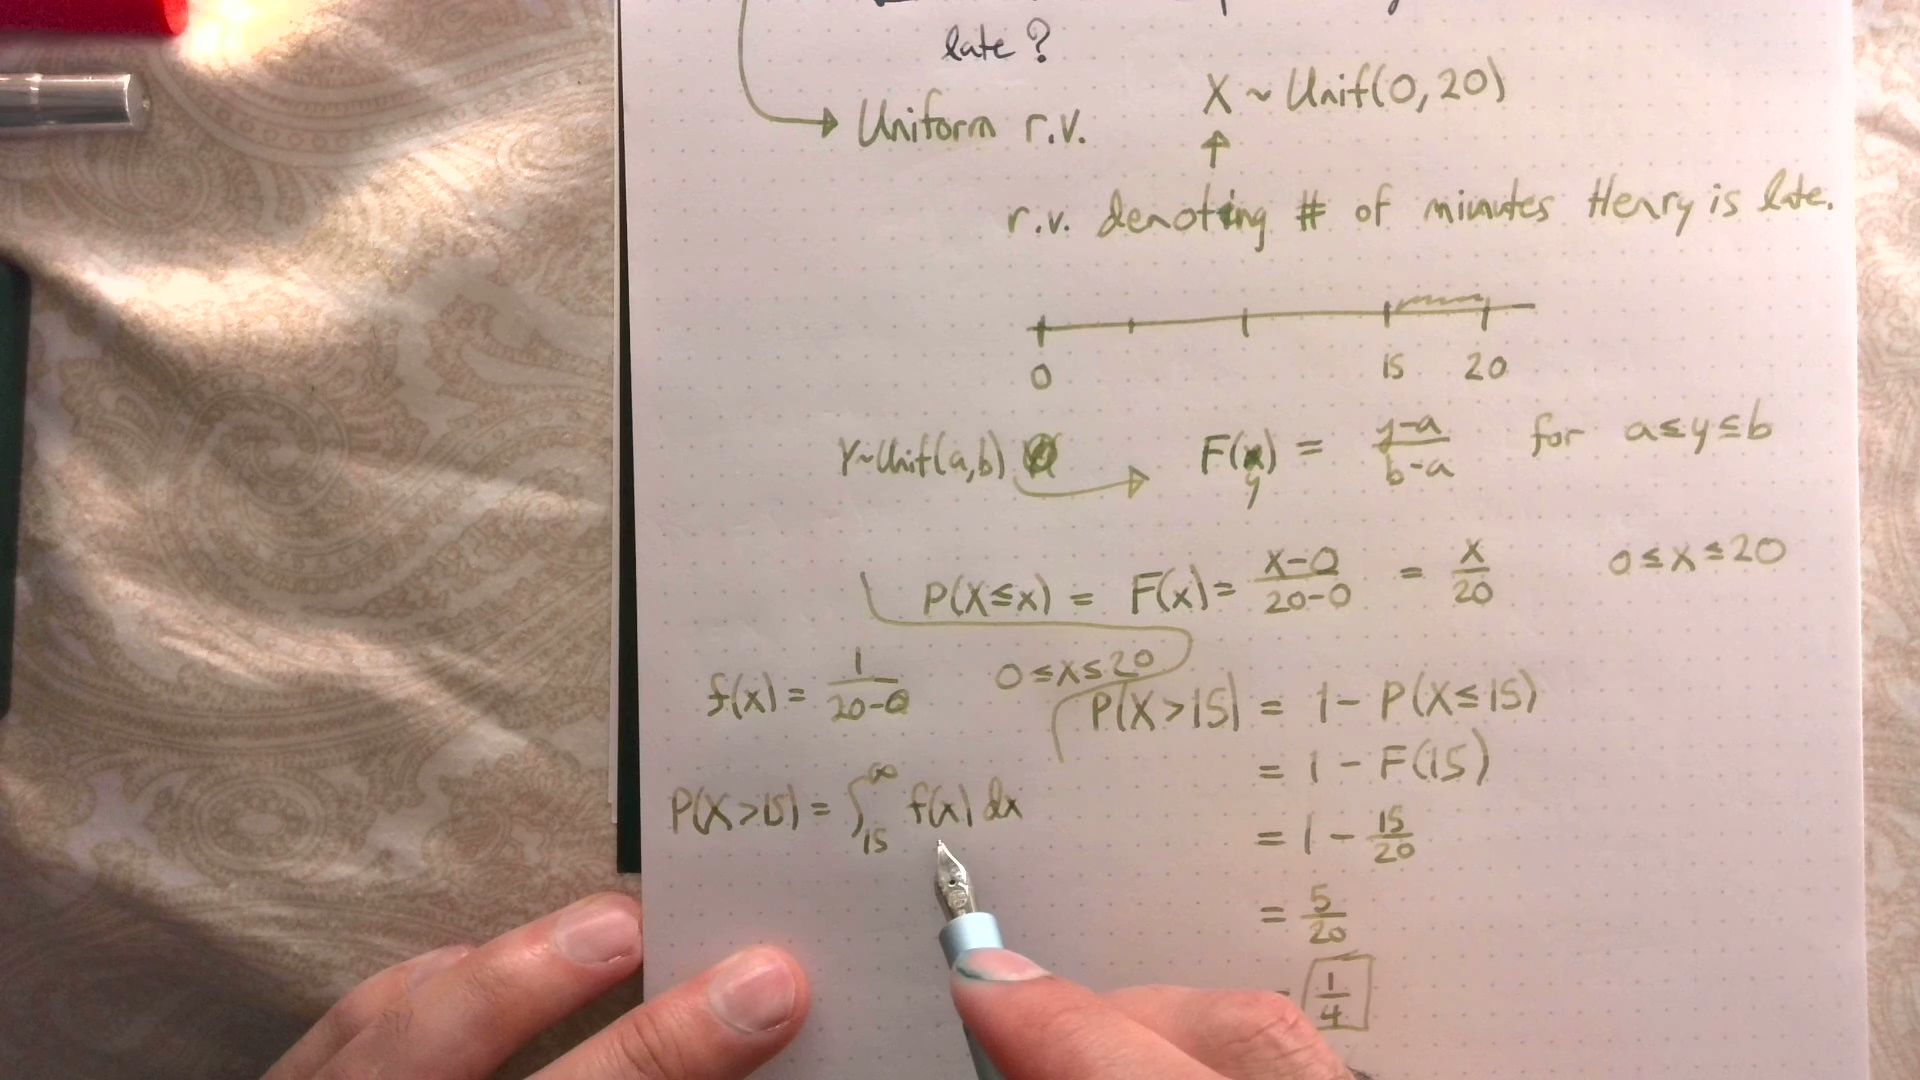 late?
X ~ Unif(0, 20)
Uniform r.v.
r.v. denoting # of minutes Henry is late.
0 15 20
Y~Unif(a,b) F(y) = (y-a)/(b-a) for a≤y≤b
P(X≤x) = F(x) = (x-0)/(20-0) = x/20 0≤x≤20
f(x) = 1/(20-0) 0≤x≤20
P(X>15) = 1 - P(X≤15)
= 1 - F(15)
P(X>15) = ∫_15^∞ f(x) dx
= 1 - 15/20
= 5/20
= 1/4